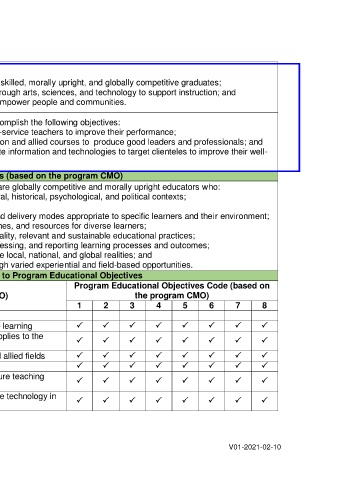 skilled, morally upright, and globally competitive graduates;
rough arts, sciences, and technology to support instruction; and
mpower people and communities.
complish the following objectives:
-service teachers to improve their performance;
on and allied courses to produce good leaders and professionals; and
te information and technologies to target clienteles to improve their well-
s (based on the program CMO)
are globally competitive and morally upright educators who:
al, historical, psychological, and political contexts;
nd delivery modes appropriate to specific learners and their environment;
nes, and resources for diverse learners;
ality, relevant and sustainable educational practices;
essing, and reporting learning processes and outcomes;
e local, national, and global realities; and
gh varied experiential and field-based opportunities.
to Program Educational Objectives
Program Educational Objectives Code (based on
O) the program CMO)
1 2 3 4 5 6 7 8
learning ✓ ✓ ✓ ✓ ✓ ✓ ✓ ✓
pplies to the ✓ ✓ ✓ ✓ ✓ ✓ ✓ ✓
d allied fields ✓ ✓ ✓ ✓ ✓ ✓ ✓ ✓
✓ ✓ ✓ ✓ ✓ ✓ ✓ ✓
ure teaching ✓ ✓ ✓ ✓ ✓ ✓ ✓ ✓
e technology in ✓ ✓ ✓ ✓ ✓ ✓ ✓ ✓
V01-2021-02-10